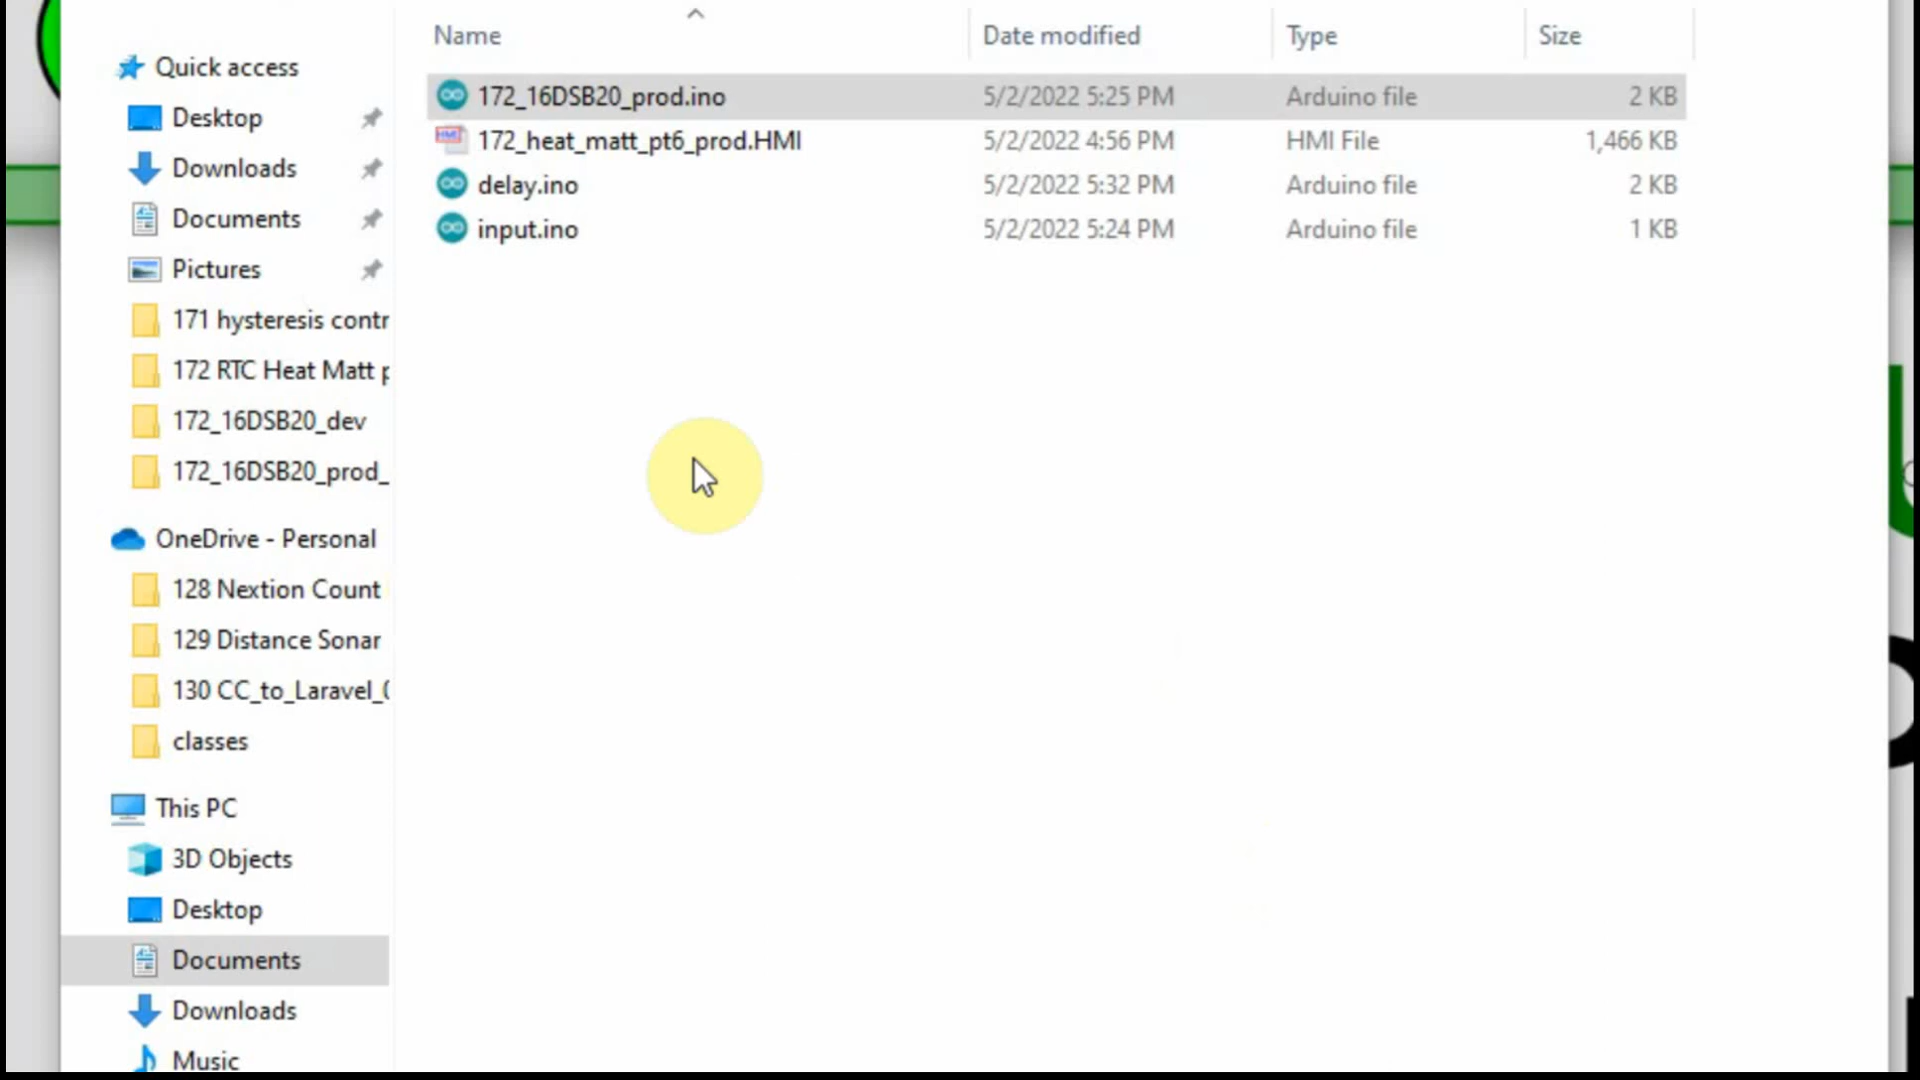 Name Date modified Type Size
172_16DSB20_prod.ino 5/2/2022 5:25 PM Arduino file 2 KB
172_heat_matt_pt6_prod.HMI 5/2/2022 4:56 PM HMI File 1,466 KB
delay.ino 5/2/2022 5:32 PM Arduino file 2 KB
input.ino 5/2/2022 5:24 PM Arduino file 1 KB
Quick access
Desktop
Downloads
Documents
Pictures
171 hysteresis contr
172 RTC Heat Matt p
172_16DSB20_dev
172_16DSB20_prod_
OneDrive - Personal
128 Nextion Count
129 Distance Sonar
130 CC_to_Laravel_
classes
This PC
3D Objects
Desktop
Documents
Downloads
Music